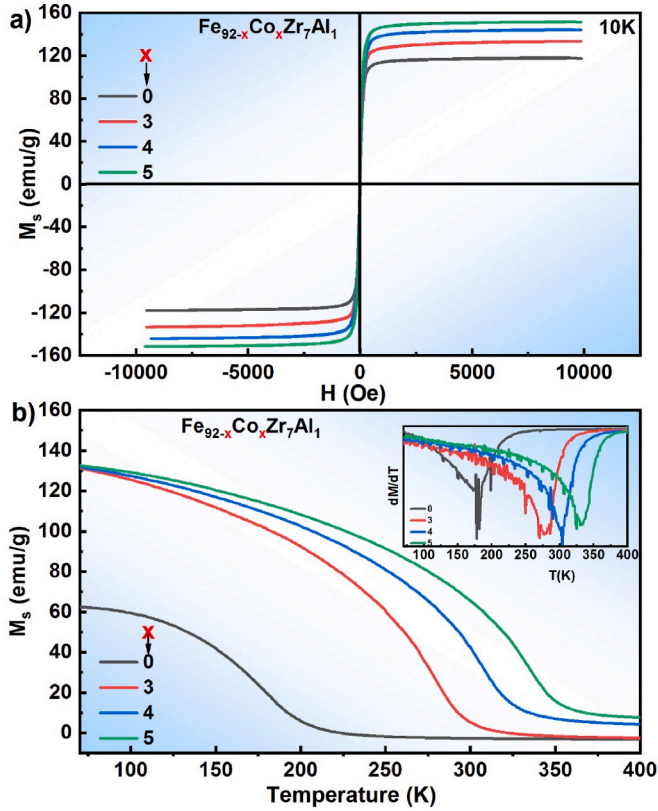 a)
Fe92-xCoxZr7Al1
10K
x
0
3
4
5
160
120
80
40
0
-40
-80
-120
-160
Ms (emu/g)
-10000 -5000 0 5000 10000
H (Oe)
b)
Fe92-xCoxZr7Al1
x
0
3
4
5
160
140
120
100
80
60
40
20
0
Ms (emu/g)
100 150 200 250 300 350 400
Temperature (K)
dM/dT
0
3
4
5
100 150 200 250 300 350 400
T(K)